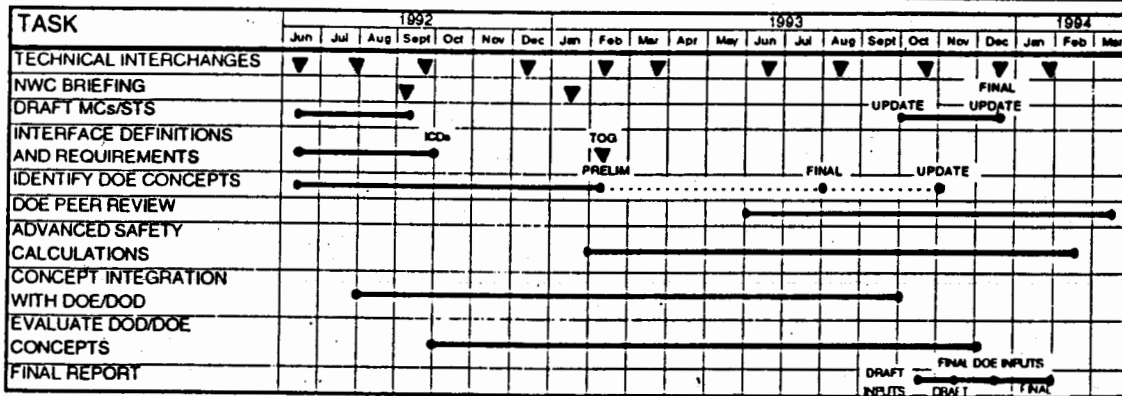 TASK 1992 1993 1994
Jun Jul Aug Sept Oct Nov Dec Jan Feb Mar Apr May Jun Jul Aug Sept Oct Nov Dec Jan Feb Mar
TECHNICAL INTERCHANGES
NWC BRIEFING FINAL
DRAFT MCs/STS UPDATE UPDATE
INTERFACE DEFINITIONS ICDs TOG
AND REQUIREMENTS
IDENTIFY DOE CONCEPTS PRELIM FINAL UPDATE
DOE PEER REVIEW
ADVANCED SAFETY
CALCULATIONS
CONCEPT INTEGRATION
WITH DOE/DOD
EVALUATE DOD/DOE
CONCEPTS
FINAL REPORT DRAFT FINAL DOE INPUTS
INPUTS DRAFT FINAL